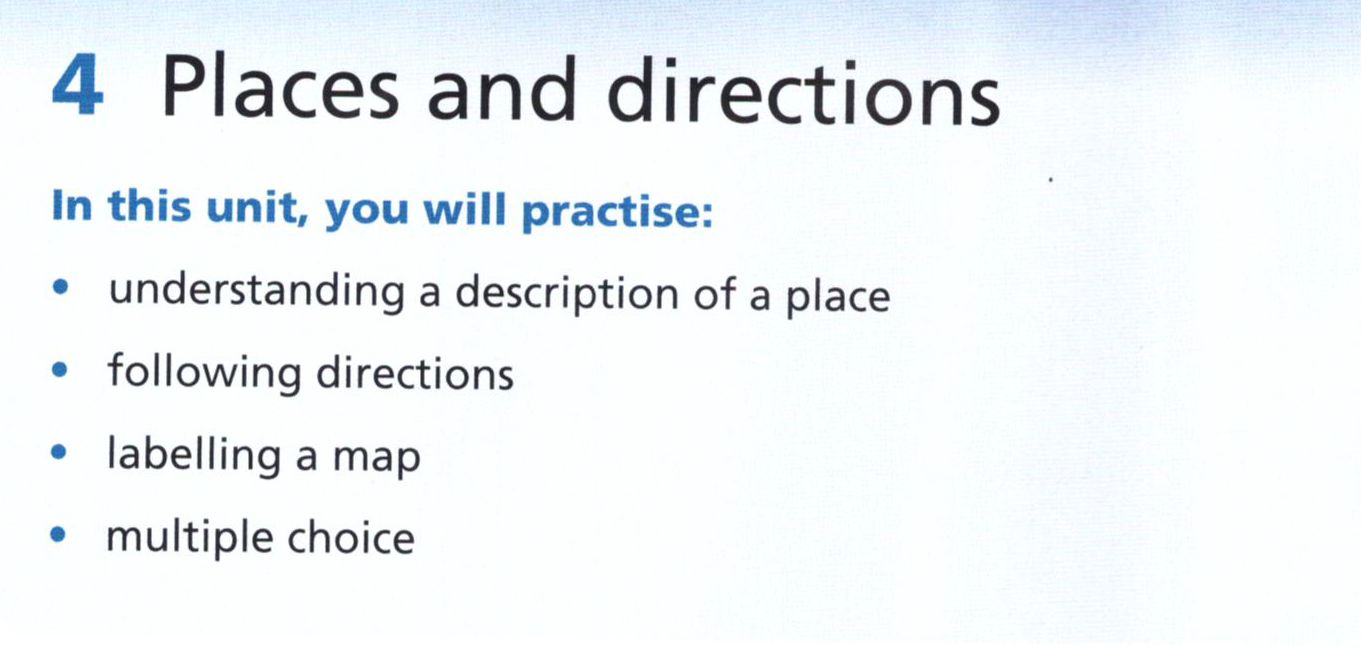 4 Places and directions
In this unit, you will practise:
• understanding a description of a place
• following directions
• labelling a map
• multiple choice